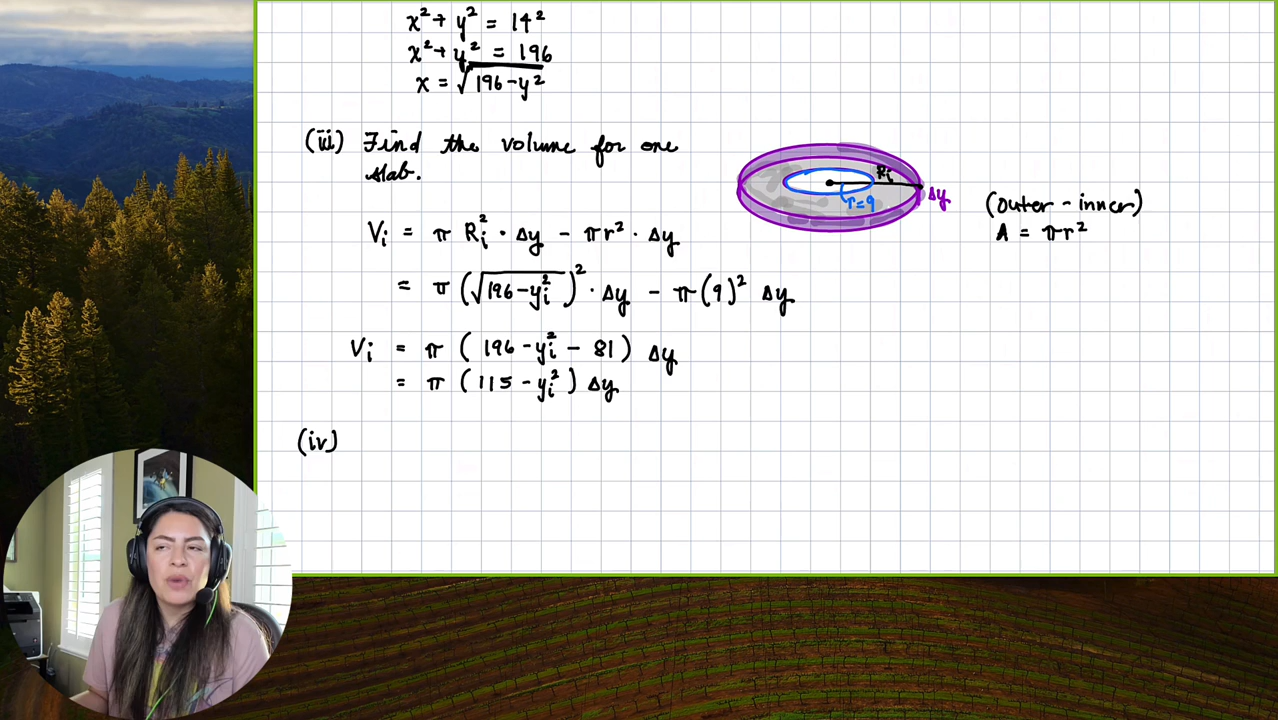 x² + y² = 14²
x² + y² = 196
x = √(196 - y²)
(iii) Find the volume for one
slab.
Ri
r=9
Δy
(outer - inner)
A = πr²
Vi = π Ri² · Δy - πr² · Δy
= π (√(196 - yi²))² · Δy - π(9)² Δy
Vi = π (196 - yi² - 81) Δy
= π (115 - yi²) Δy
(iv)